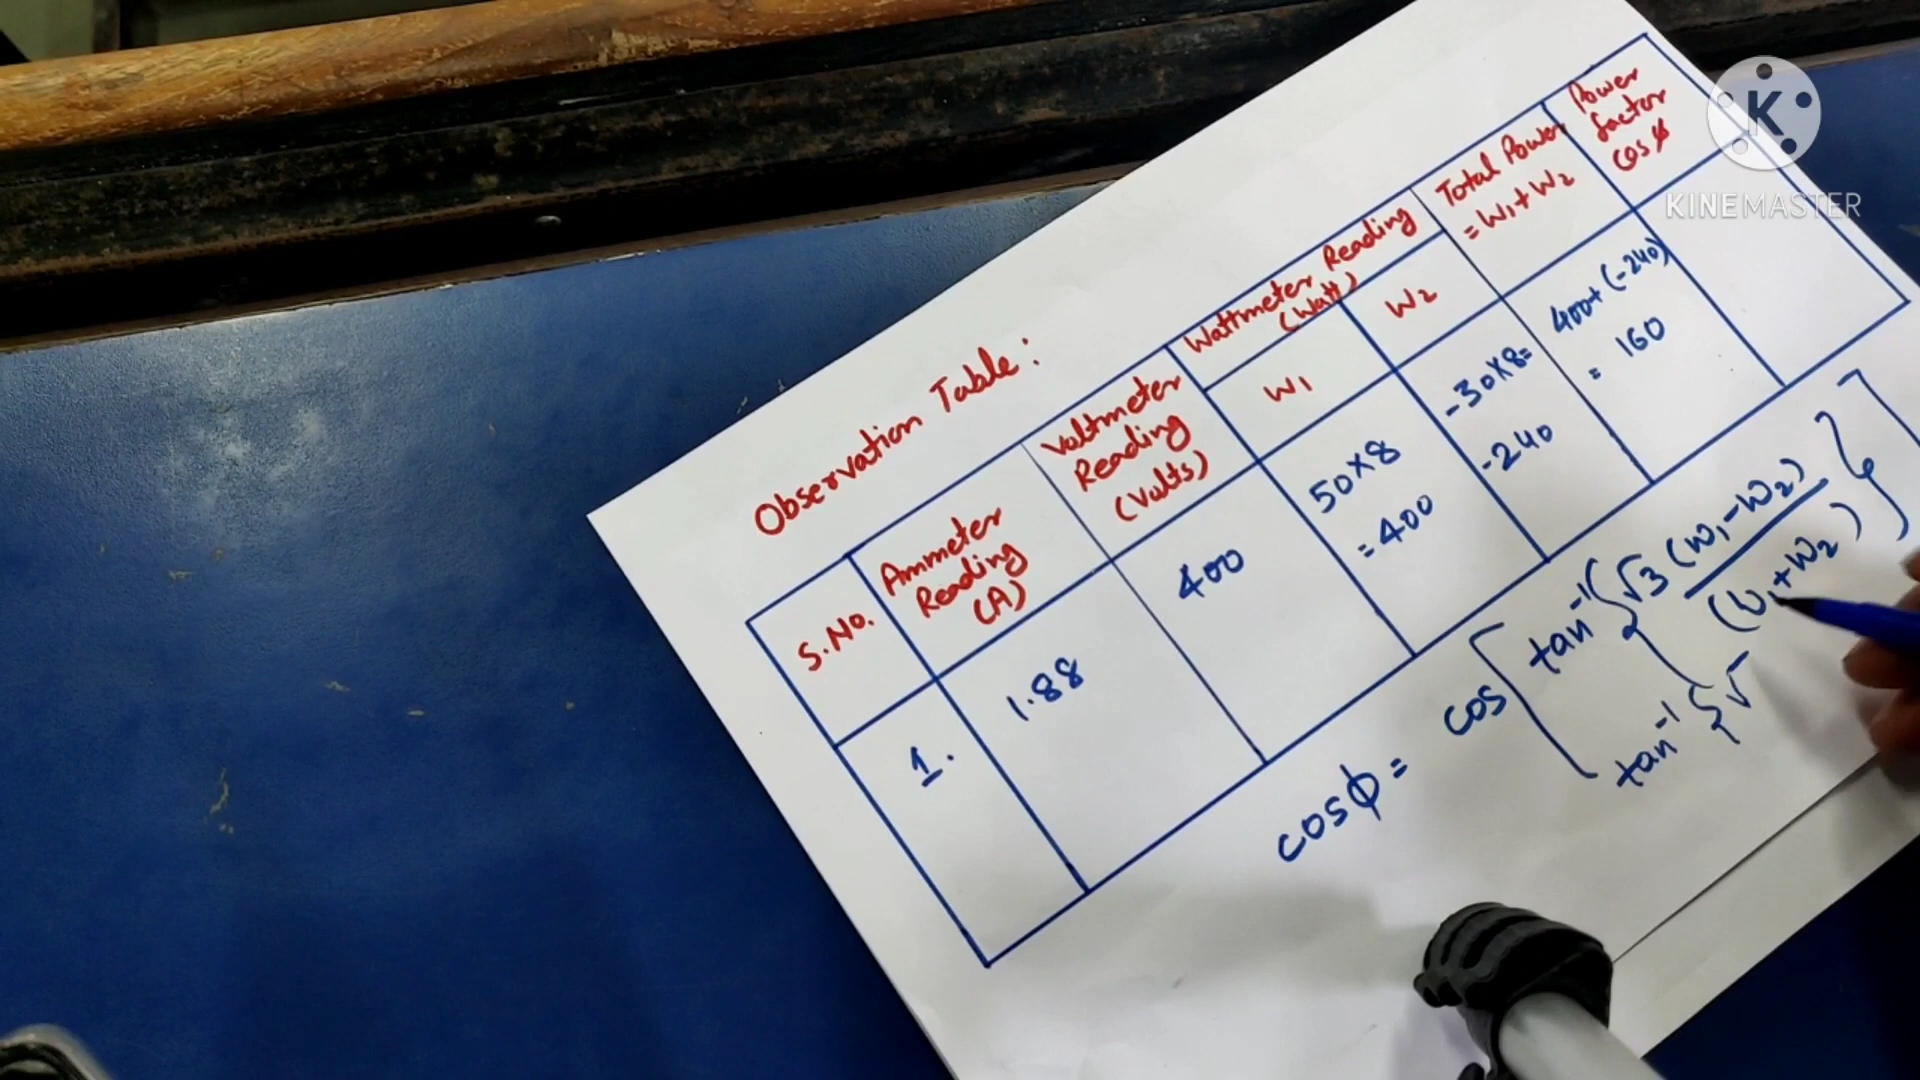 Observation Table:
S.No.
Ammeter
Reading
(A)
Voltmeter
Reading
(Volts)
Wattmeter Reading
(Watt)
W1
W2
Total Power
= W1+W2
Power
factor
cosφ
1.
1.88
400
50×8
=400
-30×8=
-240
400+(-240)
= 160
cosφ = cos[tan⁻¹{√3 (W1-W2)
(W1+W2)}]
tan⁻¹{√
K
KINEMASTER